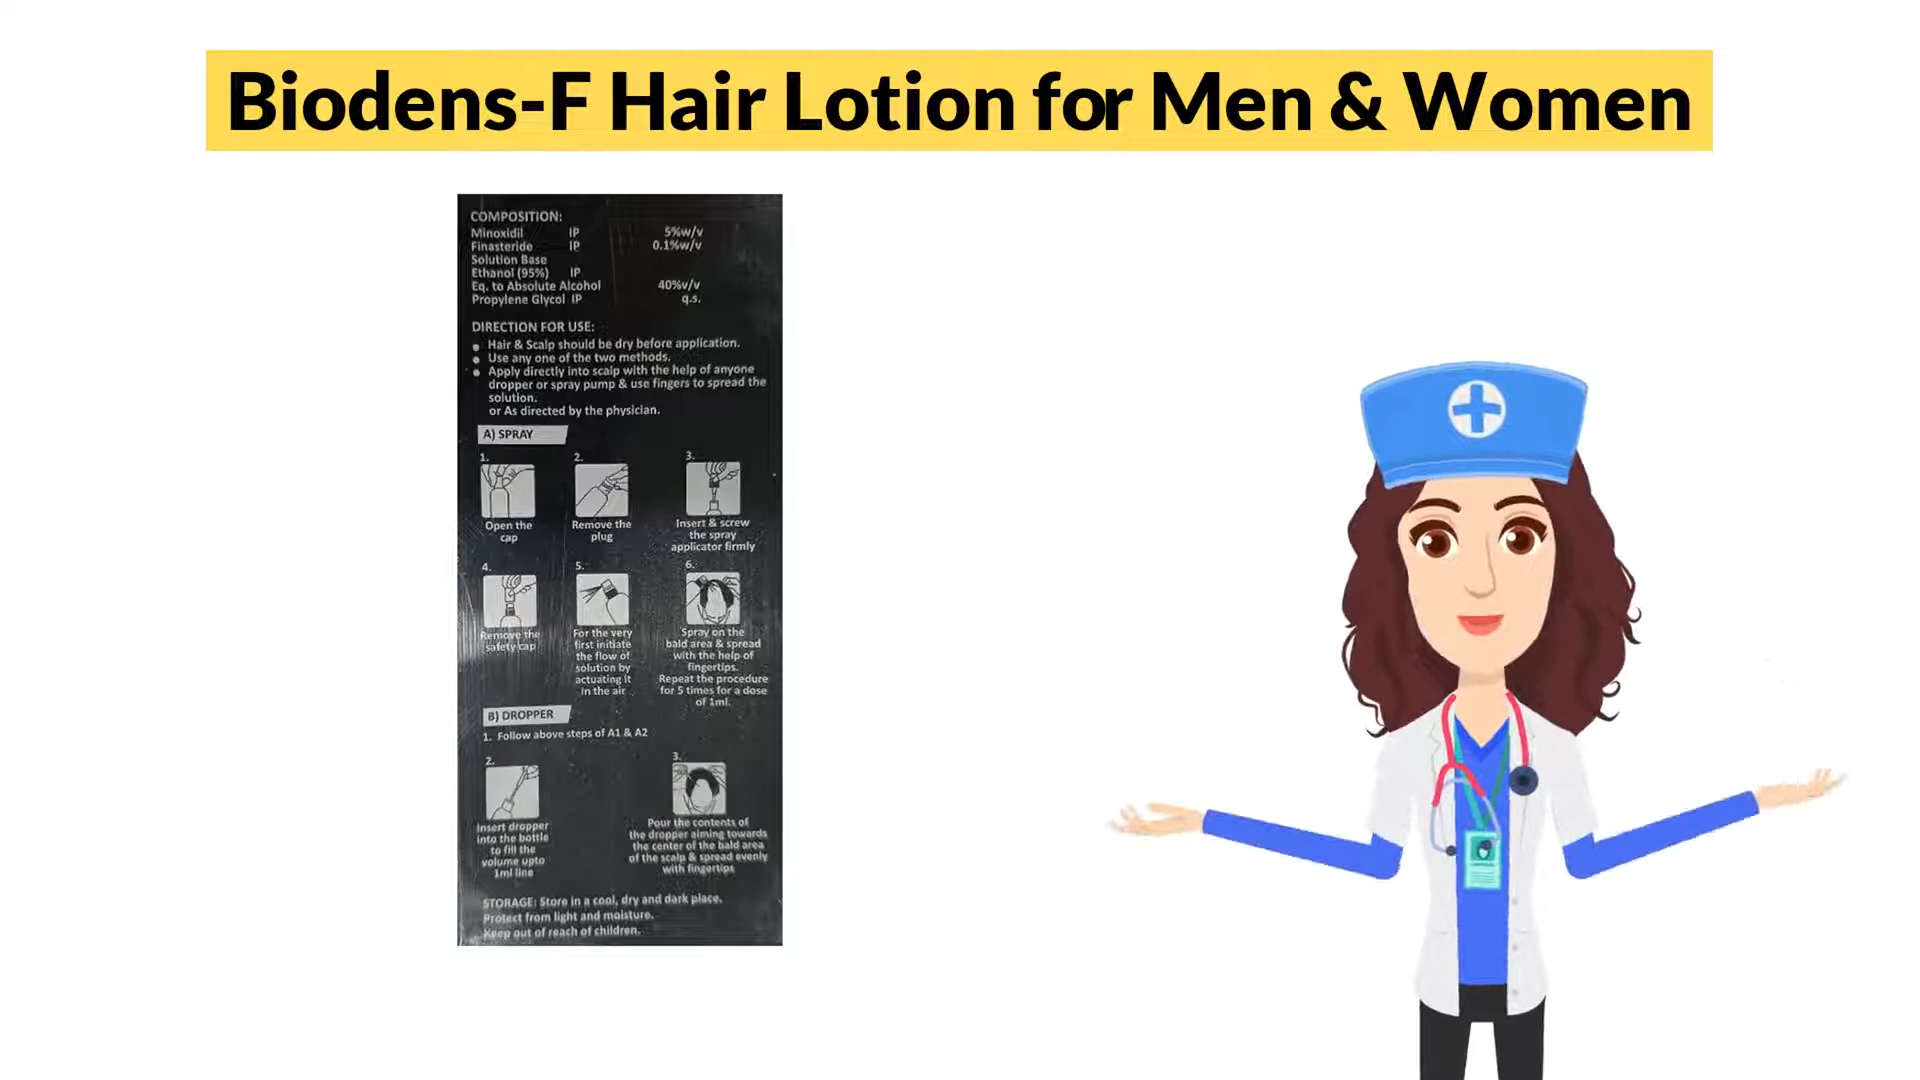 Biodens-F Hair Lotion for Men & Women
COMPOSITION:
Minoxidil IP 5%w/v
Finasteride IP 0.1%w/v
Solution Base
Ethanol (95%) IP
Eq. to Absolute Alcohol 40%v/v
Propylene Glycol IP q.s.
DIRECTION FOR USE:
Hair & Scalp should be dry before application.
Use any one of the two methods.
Apply directly into scalp with the help of anyone
dropper or spray pump & use fingers to spread the
solution.
or As directed by the physician.
A) SPRAY
1. 2. 3.
Open the
cap
Remove the
plug
Insert & screw
the spray
applicator firmly
4. 5. 6.
Remove the
safety cap
For the very
first initiate
the flow of
solution by
actuating it
in the air
Spray on the
bald area & spread
with the help of
fingertips.
Repeat the procedure
for 5 times for a dose
of 1ml.
B) DROPPER
1. Follow above steps of A1 & A2
2. 3.
Insert dropper
into the bottle
to fill the
volume upto
1ml line
Pour the contents of
the dropper aiming towards
the center of the bald area
of the scalp & spread evenly
with fingertips
STORAGE: Store in a cool, dry and dark place.
Protect from light and moisture.
Keep out of reach of children.